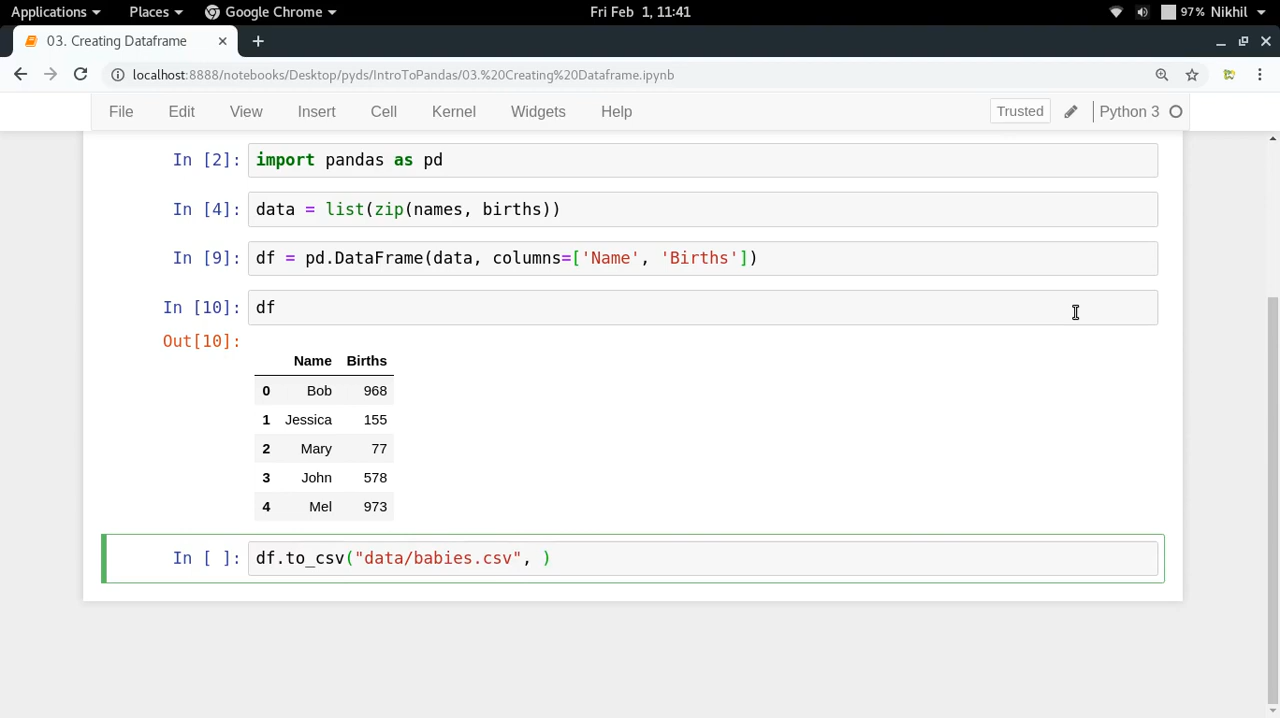 Applications Places Google Chrome Fri Feb 1, 11:41 97% Nikhil
03. Creating Dataframe
localhost:8888/notebooks/Desktop/pyds/IntroToPandas/03.%20Creating%20Dataframe.ipynb
File Edit View Insert Cell Kernel Widgets Help Trusted Python 3
In [2]: import pandas as pd
In [4]: data = list(zip(names, births))
In [9]: df = pd.DataFrame(data, columns=['Name', 'Births'])
In [10]: df
Out[10]:
Name Births
0 Bob 968
1 Jessica 155
2 Mary 77
3 John 578
4 Mel 973
In [ ]: df.to_csv("data/babies.csv", )